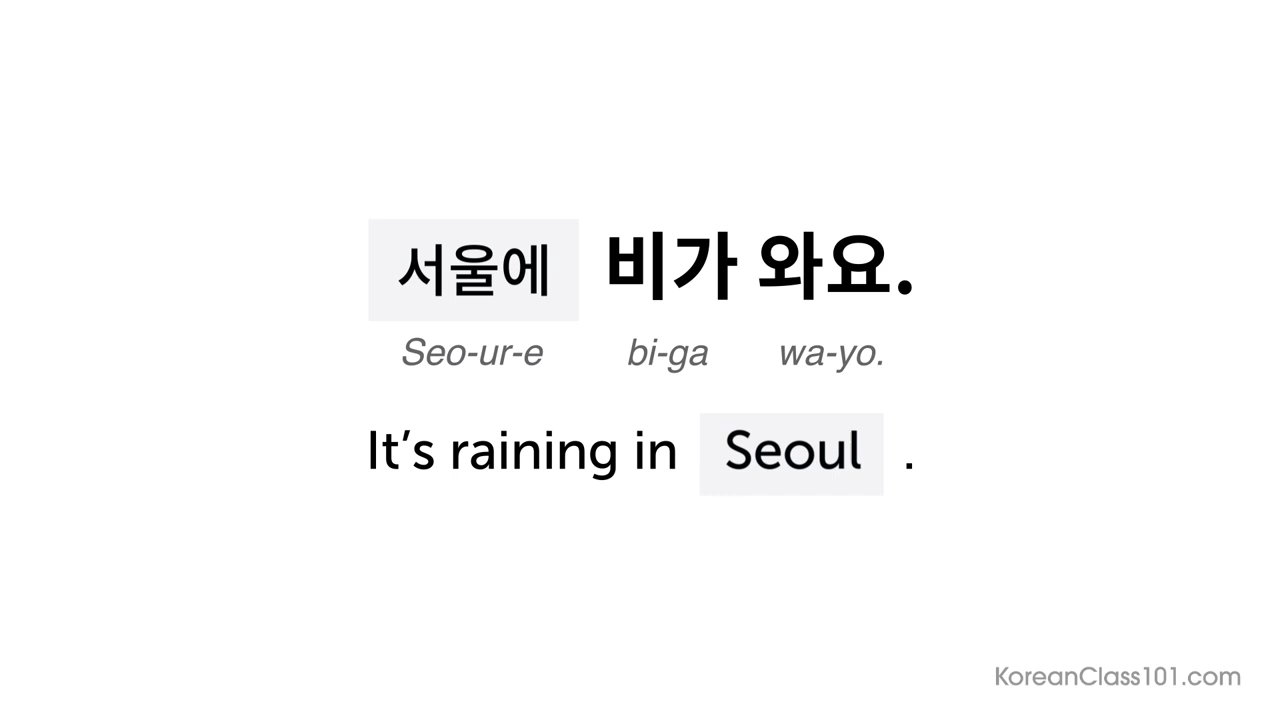 서울에 비가 와요.
Seo-ur-e bi-ga wa-yo.
It’s raining in Seoul .
KoreanClass101.com